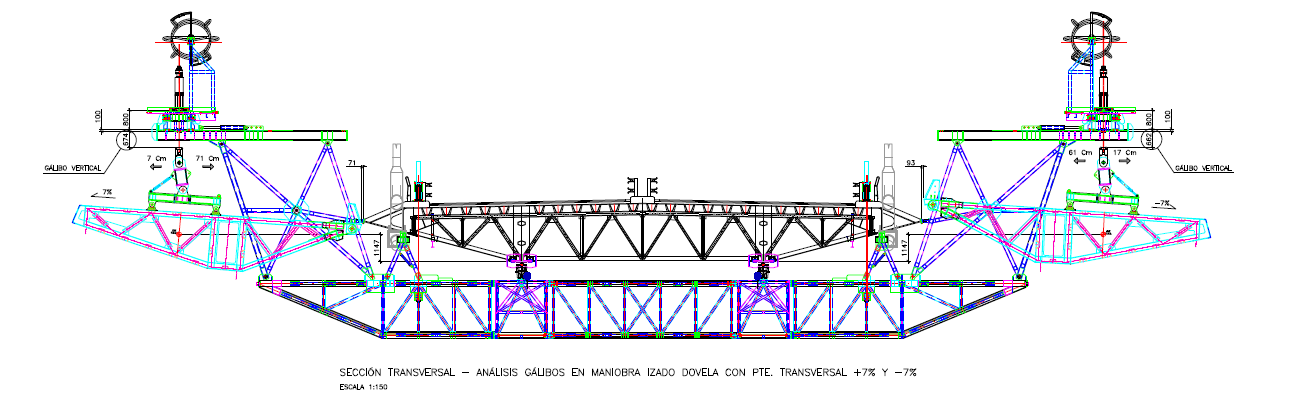 100
800
674
7 Cm
71 Cm
GÁLIBO VERTICAL
7%
71
1147
93
61 Cm
17 Cm
800
100
662
GÁLIBO VERTICAL
-7%
1147
SECCIÓN TRANSVERSAL - ANÁLISIS GÁLIBOS EN MANIOBRA IZADO DOVELA CON PTE. TRANSVERSAL +7% Y -7%
ESCALA 1:150